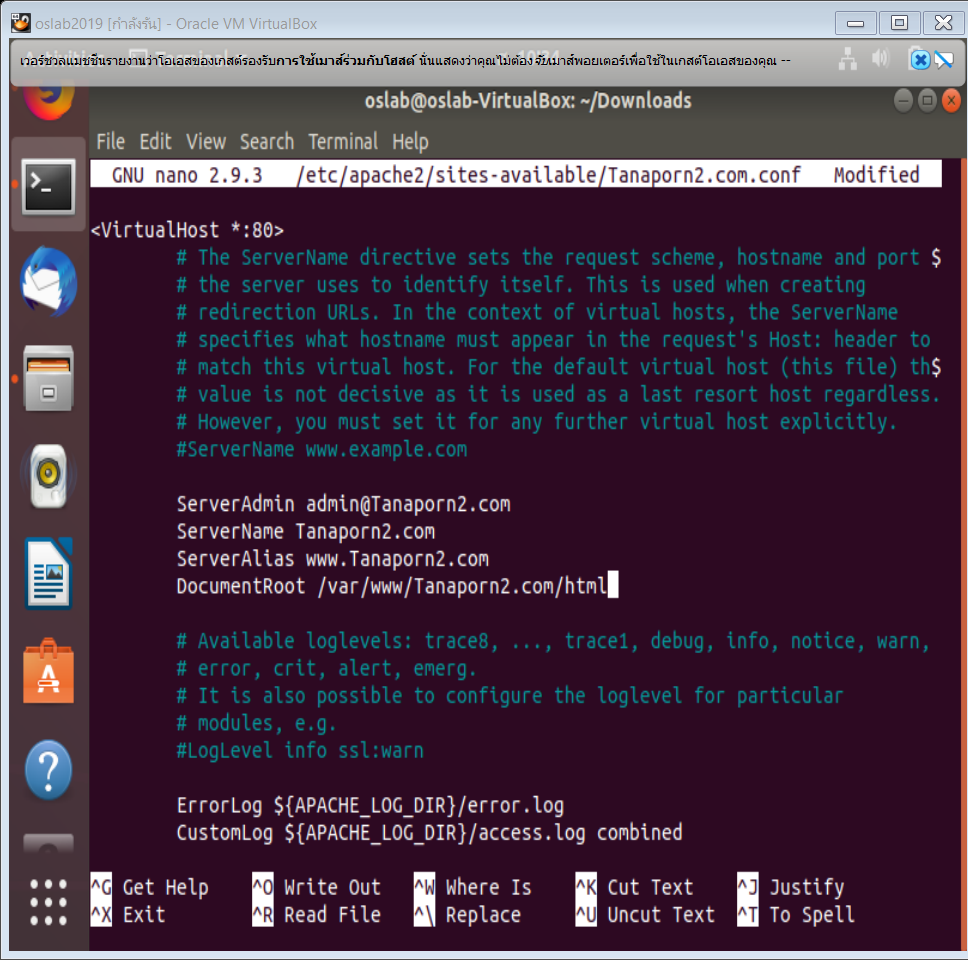 oslab2019 [กำลังรัน] - Oracle VM VirtualBox
เวอร์ชวลแมชชีนรายงานว่าโอเอสของเกสต์รองรับการใช้เมาส์ร่วมกับโฮสต์ นั่นแสดงว่าคุณไม่ต้อง จับเมาส์พอยเตอร์เพื่อใช้ในเกสต์โอเอสของคุณ --
oslab@oslab-VirtualBox: ~/Downloads
File Edit View Search Terminal Help
GNU nano 2.9.3 /etc/apache2/sites-available/Tanaporn2.com.conf Modified
<VirtualHost *:80>
# The ServerName directive sets the request scheme, hostname and port $
# the server uses to identify itself. This is used when creating
# redirection URLs. In the context of virtual hosts, the ServerName
# specifies what hostname must appear in the request's Host: header to
# match this virtual host. For the default virtual host (this file) th$
# value is not decisive as it is used as a last resort host regardless.
# However, you must set it for any further virtual host explicitly.
#ServerName www.example.com
ServerAdmin admin@Tanaporn2.com
ServerName Tanaporn2.com
ServerAlias www.Tanaporn2.com
DocumentRoot /var/www/Tanaporn2.com/html
# Available loglevels: trace8, ..., trace1, debug, info, notice, warn,
# error, crit, alert, emerg.
# It is also possible to configure the loglevel for particular
# modules, e.g.
#LogLevel info ssl:warn
ErrorLog ${APACHE_LOG_DIR}/error.log
CustomLog ${APACHE_LOG_DIR}/access.log combined
^G Get Help ^O Write Out ^W Where Is ^K Cut Text ^J Justify
^X Exit ^R Read File ^\ Replace ^U Uncut Text ^T To Spell